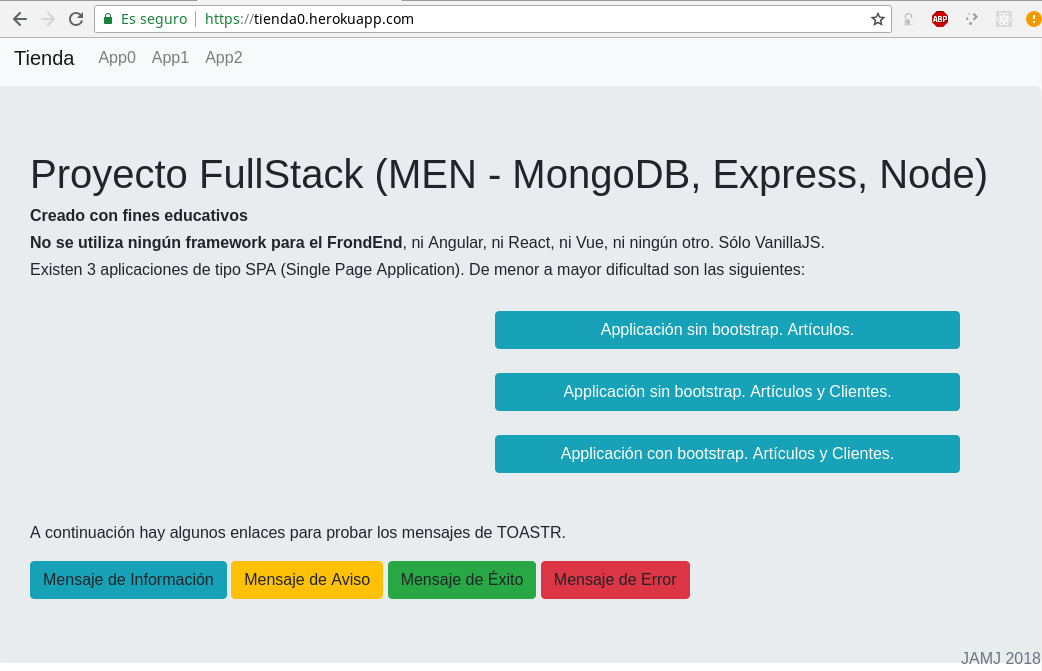 Es seguro https://tienda0.herokuapp.com
ABP
Tienda App0 App1 App2
Proyecto FullStack (MEN - MongoDB, Express, Node)
Creado con fines educativos
No se utiliza ningún framework para el FrondEnd, ni Angular, ni React, ni Vue, ni ningún otro. Sólo VanillaJS.
Existen 3 aplicaciones de tipo SPA (Single Page Application). De menor a mayor dificultad son las siguientes:
Applicación sin bootstrap. Artículos.
Applicación sin bootstrap. Artículos y Clientes.
Applicación con bootstrap. Artículos y Clientes.
A continuación hay algunos enlaces para probar los mensajes de TOASTR.
Mensaje de Información Mensaje de Aviso Mensaje de Éxito Mensaje de Error
JAMJ 2018